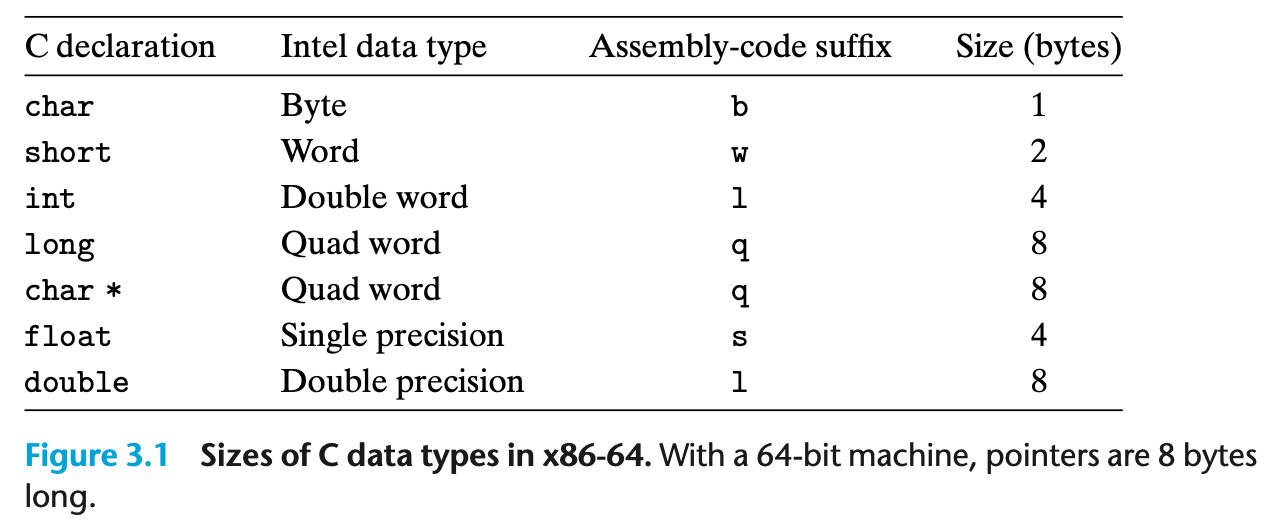 C declaration Intel data type Assembly-code suffix Size (bytes)
char Byte b 1
short Word w 2
int Double word l 4
long Quad word q 8
char * Quad word q 8
float Single precision s 4
double Double precision l 8
Figure 3.1 Sizes of C data types in x86-64. With a 64-bit machine, pointers are 8 bytes
long.